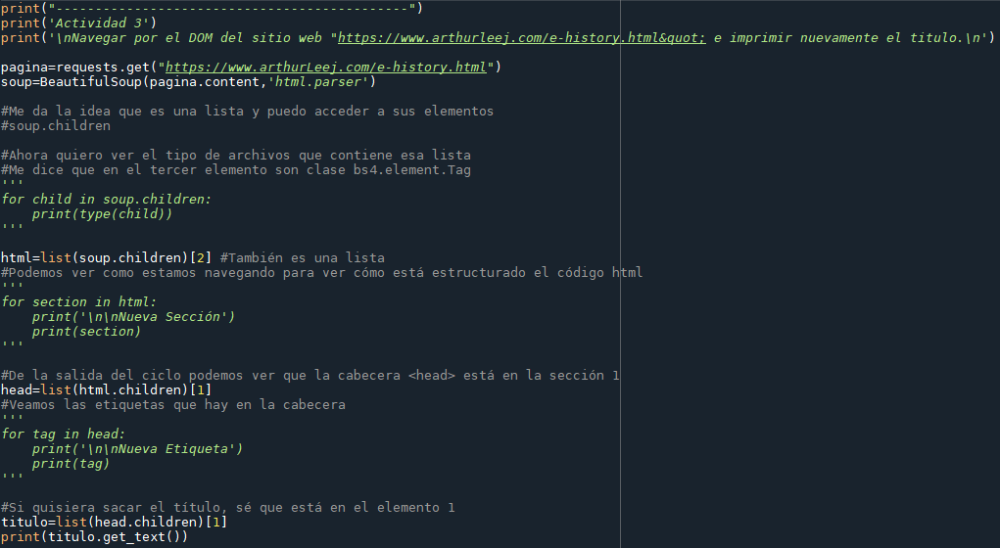 print("---------------------------------------------")
print('Actividad 3')
print('\nNavegar por el DOM del sitio web "https://www.arthurleej.com/e-history.html&quot; e imprimir nuevamente el titulo.\n')
pagina=requests.get("https://www.arthurLeej.com/e-history.html")
soup=BeautifulSoup(pagina.content,'html.parser')
#Me da la idea que es una lista y puedo acceder a sus elementos
#soup.children
#Ahora quiero ver el tipo de archivos que contiene esa lista
#Me dice que en el tercer elemento son clase bs4.element.Tag
'''
for child in soup.children:
    print(type(child))
'''
html=list(soup.children)[2] #También es una lista
#Podemos ver como estamos navegando para ver cómo está estructurado el código html
'''
for section in html:
    print('\n\nNueva Sección')
    print(section)
'''
#De la salida del ciclo podemos ver que la cabecera <head> está en la sección 1
head=list(html.children)[1]
#Veamos las etiquetas que hay en la cabecera
'''
for tag in head:
    print('\n\nNueva Etiqueta')
    print(tag)
'''
#Si quisiera sacar el título, sé que está en el elemento 1
titulo=list(head.children)[1]
print(titulo.get_text())